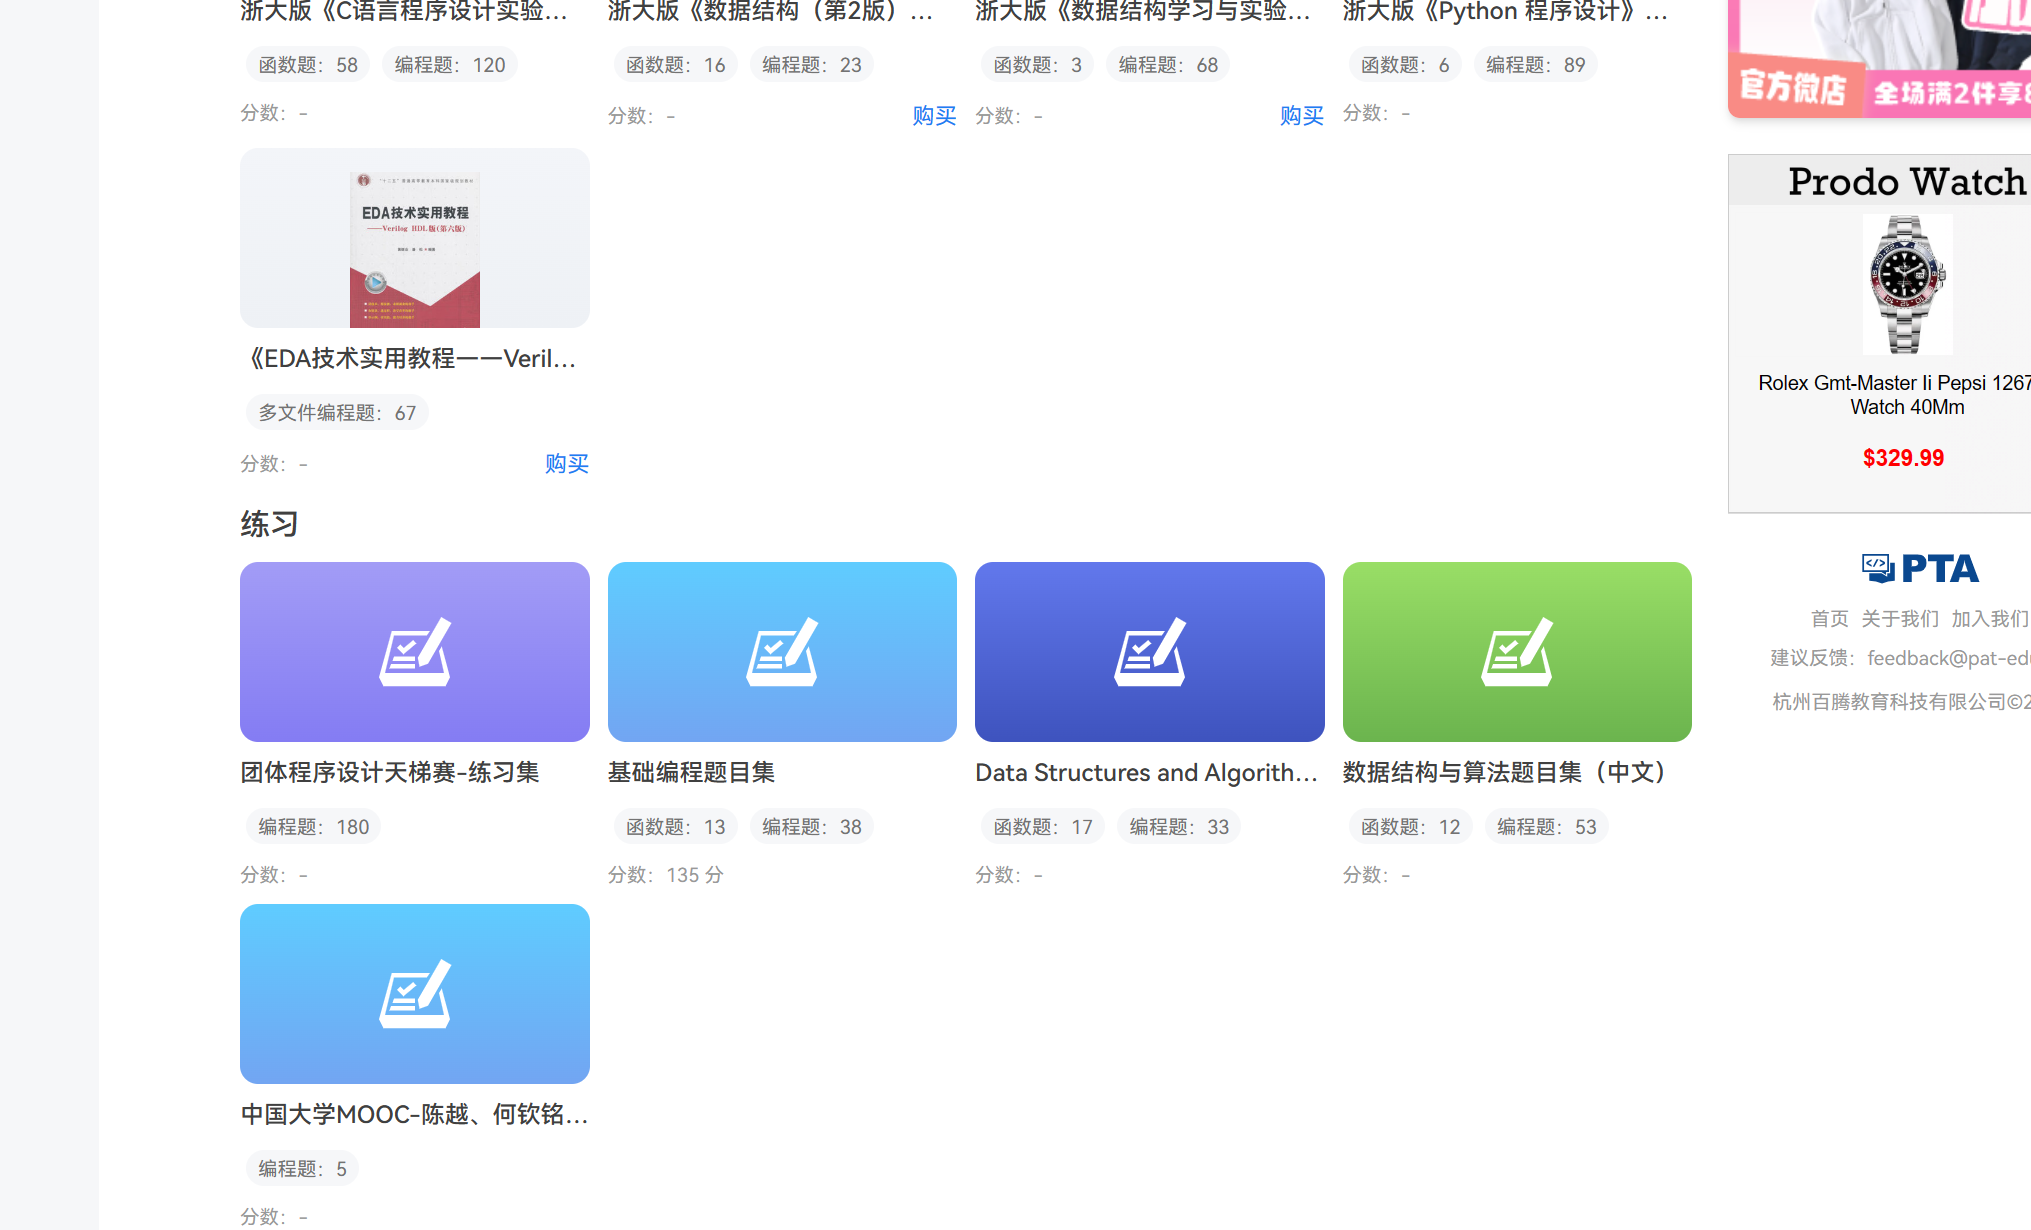 浙大版《C语言程序设计实验...
浙大版《数据结构（第2版）...
浙大版《数据结构学习与实验...
浙大版《Python 程序设计》...
函数题：58 编程题：120
函数题：16 编程题：23
函数题：3 编程题：68
函数题：6 编程题：89
分数：-
分数：- 购买
分数：- 购买
分数：-
EDA技术实用教程
——Verilog HDL版(第六版)
《EDA技术实用教程——Veril...
多文件编程题：67
分数：- 购买
练习
团体程序设计天梯赛-练习集
基础编程题目集
Data Structures and Algorith...
数据结构与算法题目集（中文）
编程题：180
函数题：13 编程题：38
函数题：17 编程题：33
函数题：12 编程题：53
分数：-
分数：135 分
分数：-
分数：-
中国大学MOOC-陈越、何钦铭...
编程题：5
分数：-
官方微店
全场满2件享8
Prodo Watch
Rolex Gmt-Master Ii Pepsi 1267
Watch 40Mm
$329.99
PTA
首页 关于我们 加入我们
建议反馈：feedback@pat-edu
杭州百腾教育科技有限公司©2